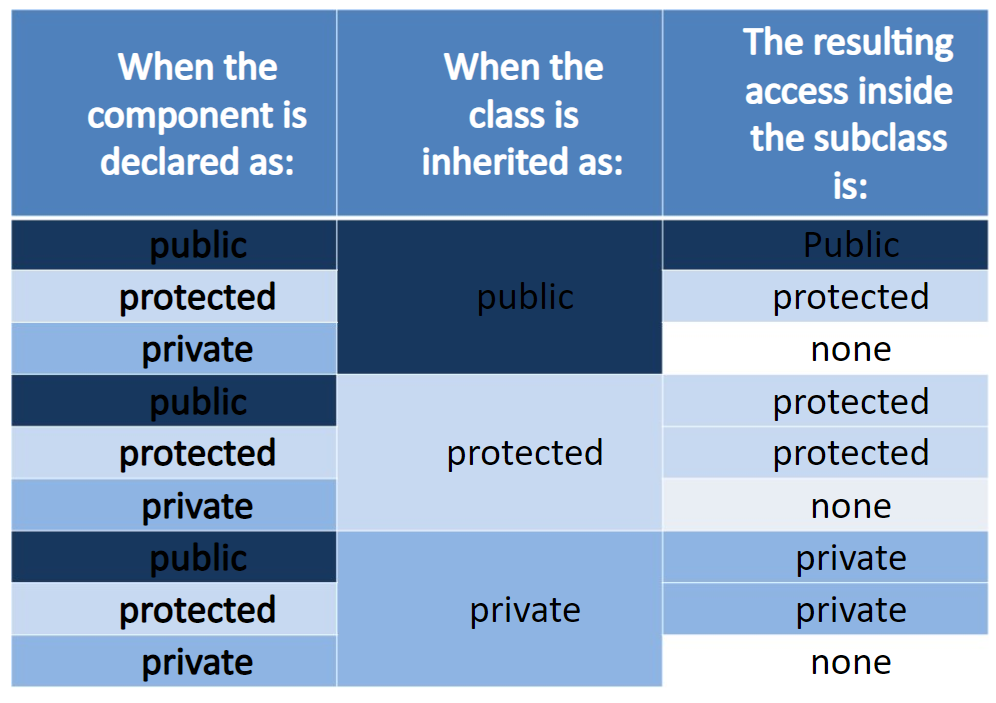 When the
component is
declared as:
When the
class is
inherited as:
The resulting
access inside
the subclass
is:
public
public
Public
protected
protected
private
none
public
protected
protected
protected
protected
private
none
public
private
private
protected
private
private
none